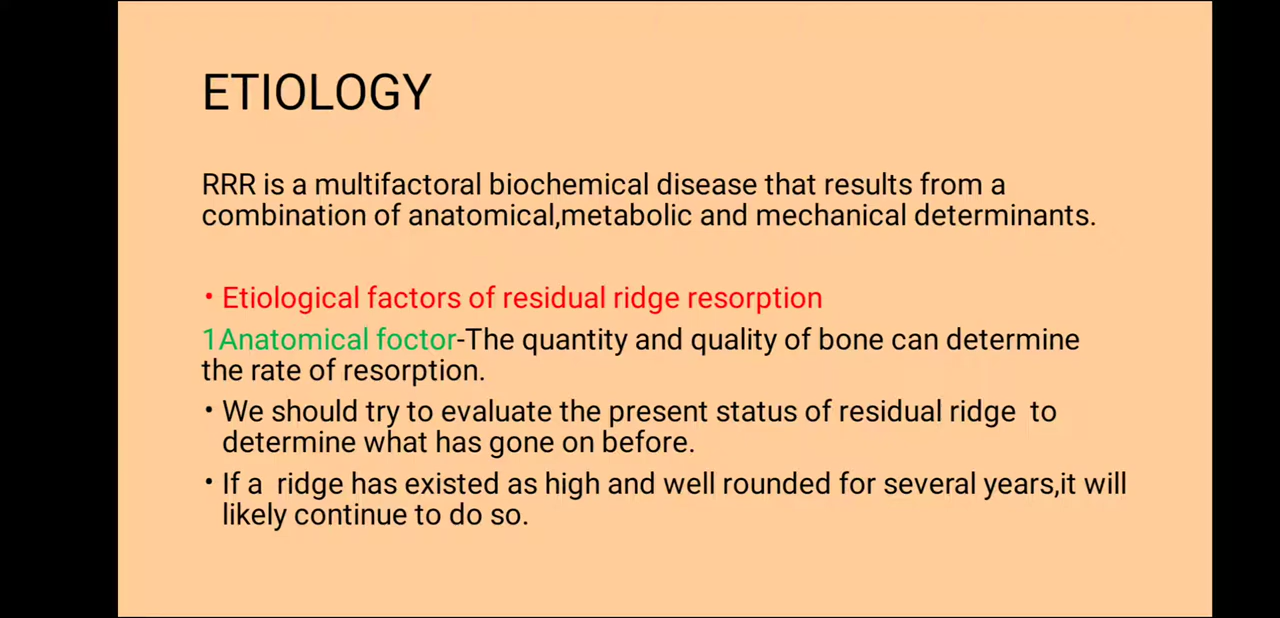 ETIOLOGY
RRR is a multifactoral biochemical disease that results from a
combination of anatomical,metabolic and mechanical determinants.
• Etiological factors of residual ridge resorption
1Anatomical foctor-The quantity and quality of bone can determine
the rate of resorption.
• We should try to evaluate the present status of residual ridge  to
determine what has gone on before.
• If a  ridge has existed as high and well rounded for several years,it will
likely continue to do so.